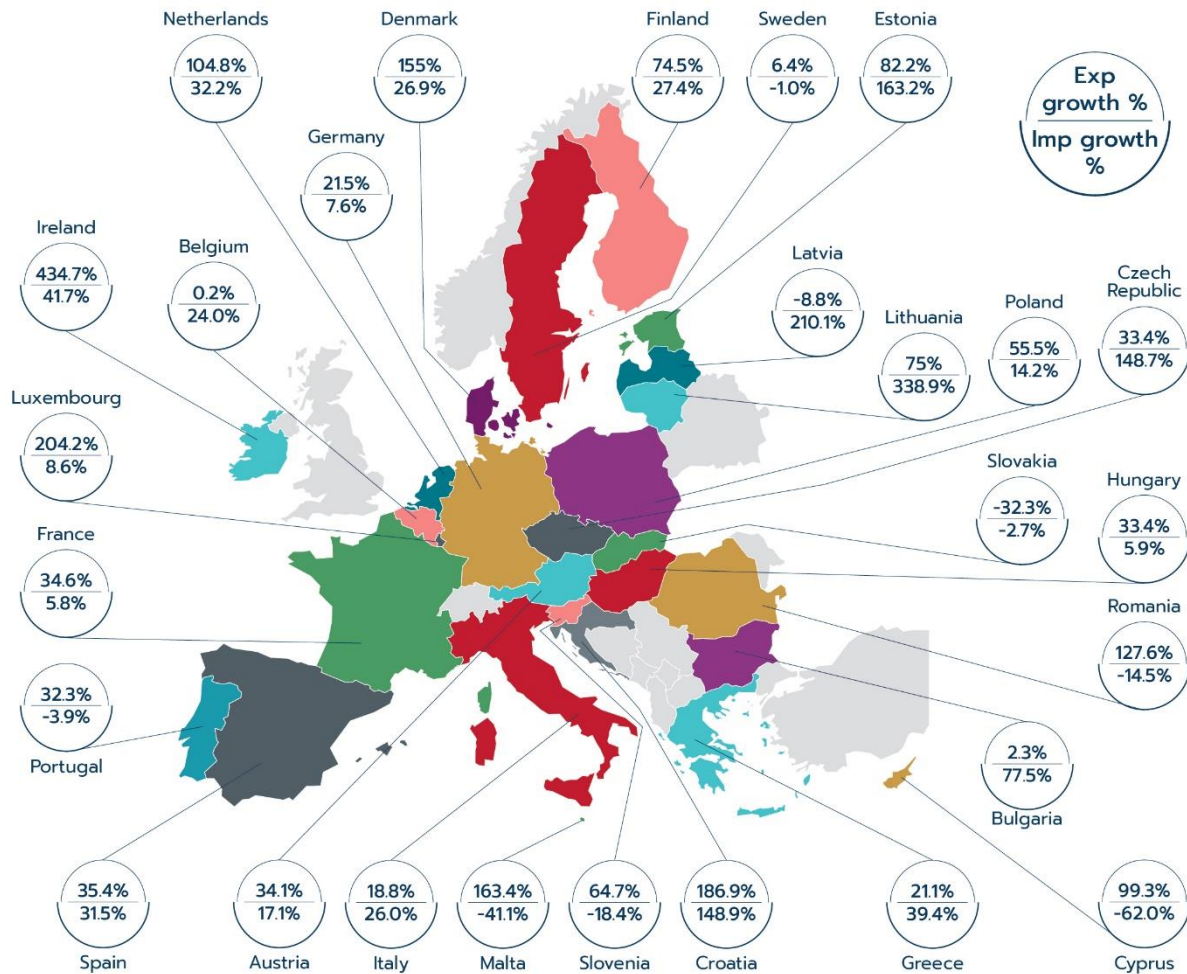 Netherlands
104.8%
32.2%
Denmark
155%
26.9%
Finland
74.5%
27.4%
Sweden
6.4%
-1.0%
Estonia
82.2%
163.2%
Exp
growth %
Imp growth
%
Germany
21.5%
7.6%
Ireland
434.7%
41.7%
Belgium
0.2%
24.0%
Latvia
-8.8%
210.1%
Lithuania
75%
338.9%
Poland
55.5%
14.2%
Czech
Republic
33.4%
148.7%
Luxembourg
204.2%
8.6%
Slovakia
-32.3%
-2.7%
Hungary
33.4%
5.9%
France
34.6%
5.8%
Romania
127.6%
-14.5%
32.3%
-3.9%
Portugal
2.3%
77.5%
Bulgaria
35.4%
31.5%
Spain
34.1%
17.1%
Austria
18.8%
26.0%
Italy
163.4%
-41.1%
Malta
64.7%
-18.4%
Slovenia
186.9%
148.9%
Croatia
21.1%
39.4%
Greece
99.3%
-62.0%
Cyprus